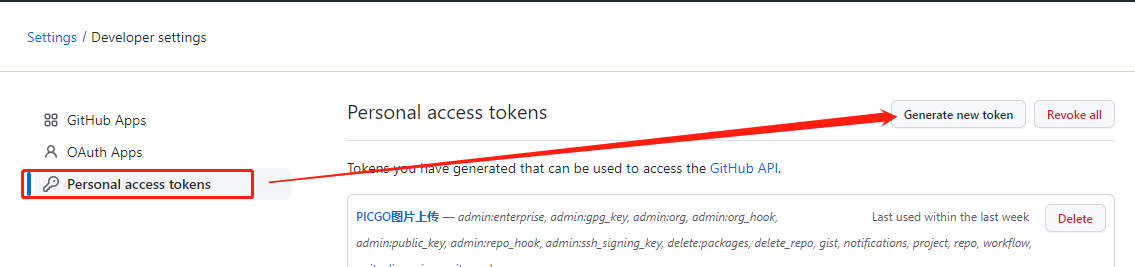 Settings / Developer settings
GitHub Apps
OAuth Apps
Personal access tokens
Personal access tokens
Generate new token
Revoke all
Tokens you have generated that can be used to access the GitHub API.
PICGO图片上传 — admin:enterprise, admin:gpg_key, admin:org, admin:org_hook,
Last used within the last week
Delete
admin:public_key, admin:repo_hook, admin:ssh_signing_key, delete:packages, delete_repo, gist, notifications, project, repo, workflow,